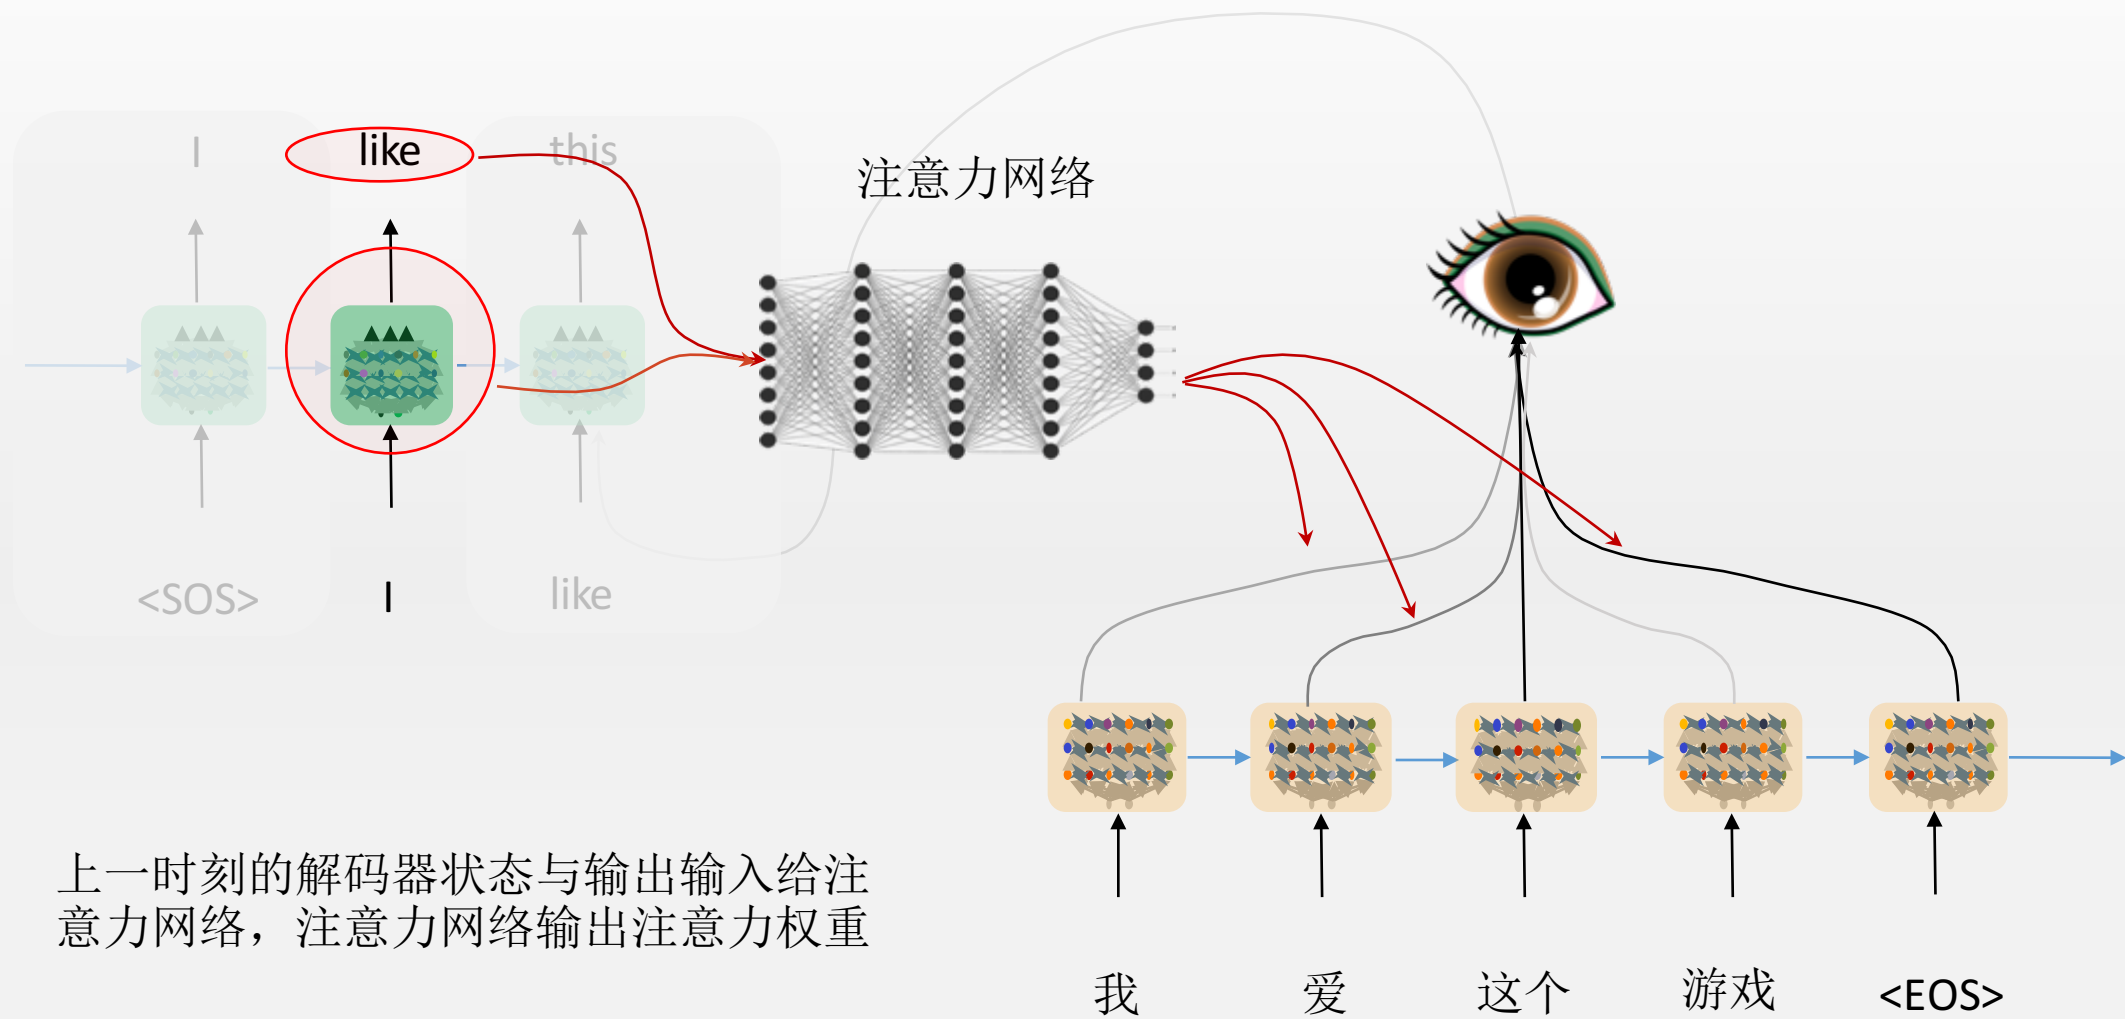 I
like
this
注意力网络
<SOS>
I
like
上一时刻的解码器状态与输出输入给注
意力网络，注意力网络输出注意力权重
我 爱 这个 游戏 <EOS>